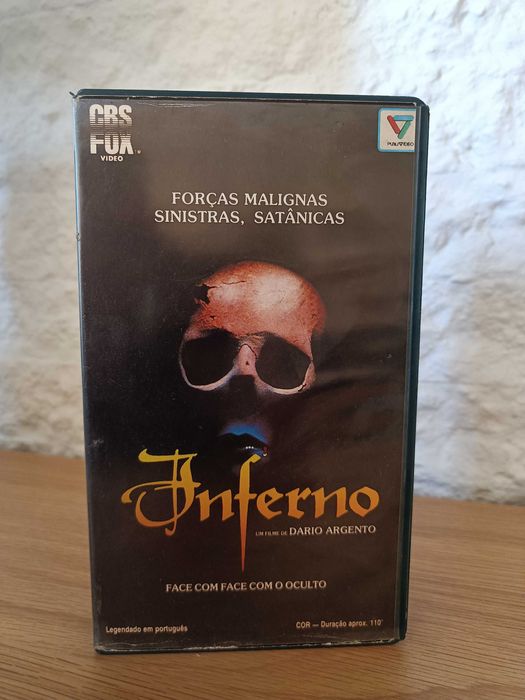 CBS
FOX
VIDEO
PUBLIVIDEO
FORÇAS MALIGNAS
SINISTRAS, SATÂNICAS
Inferno
UM FILME DE DARIO ARGENTO
FACE COM FACE COM O OCULTO
Legendado em português
COR — Duração aprox. 110'